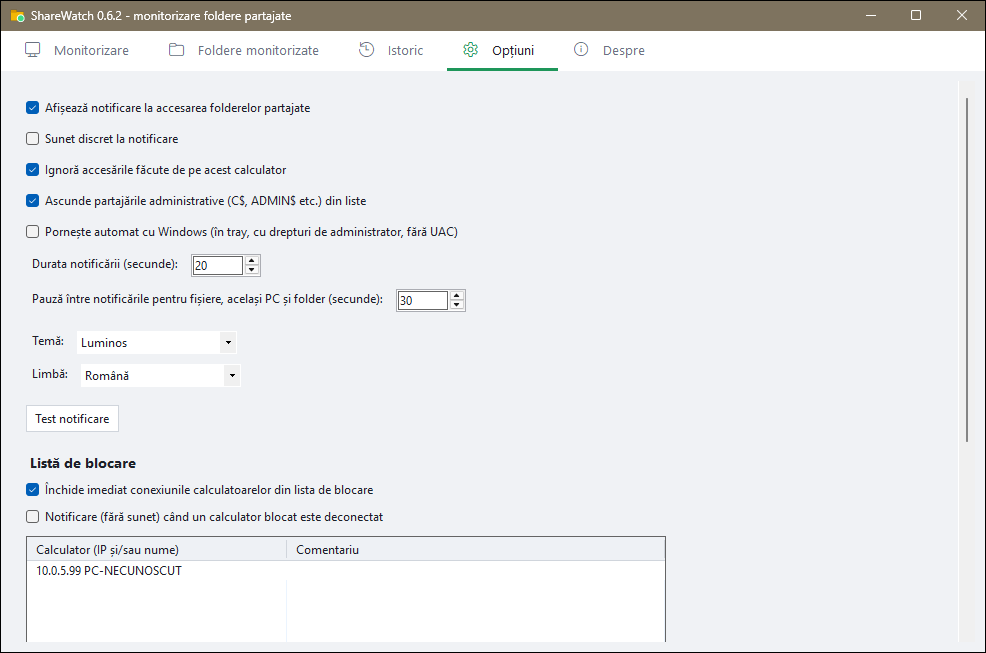 ShareWatch 0.6.2 - monitorizare foldere partajate
Monitorizare Foldere monitorizate Istoric Opțiuni Despre
Afișează notificare la accesarea folderelor partajate
Sunet discret la notificare
Ignoră accesările făcute de pe acest calculator
Ascunde partajările administrative (C$, ADMIN$ etc.) din liste
Pornește automat cu Windows (în tray, cu drepturi de administrator, fără UAC)
Durata notificării (secunde): 20
Pauză între notificările pentru fișiere, același PC și folder (secunde): 30
Temă: Luminos
Limbă: Română
Test notificare
Listă de blocare
Închide imediat conexiunile calculatoarelor din lista de blocare
Notificare (fără sunet) când un calculator blocat este deconectat
Calculator (IP și/sau nume) Comentariu
10.0.5.99 PC-NECUNOSCUT